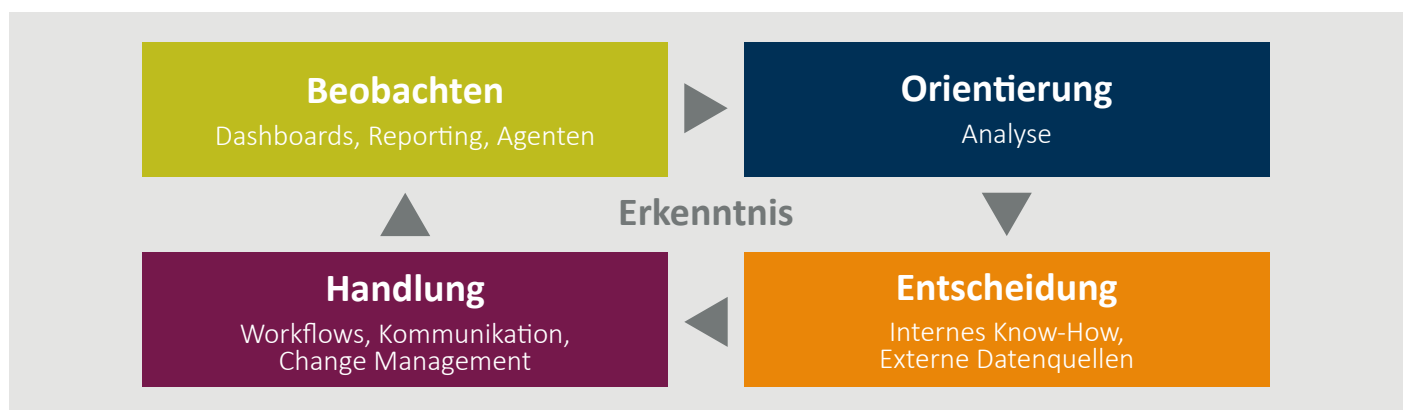 Beobachten
Dashboards, Reporting, Agenten
Orientierung
Analyse
Erkenntnis
Handlung
Workflows, Kommunikation,
Change Management
Entscheidung
Internes Know-How,
Externe Datenquellen